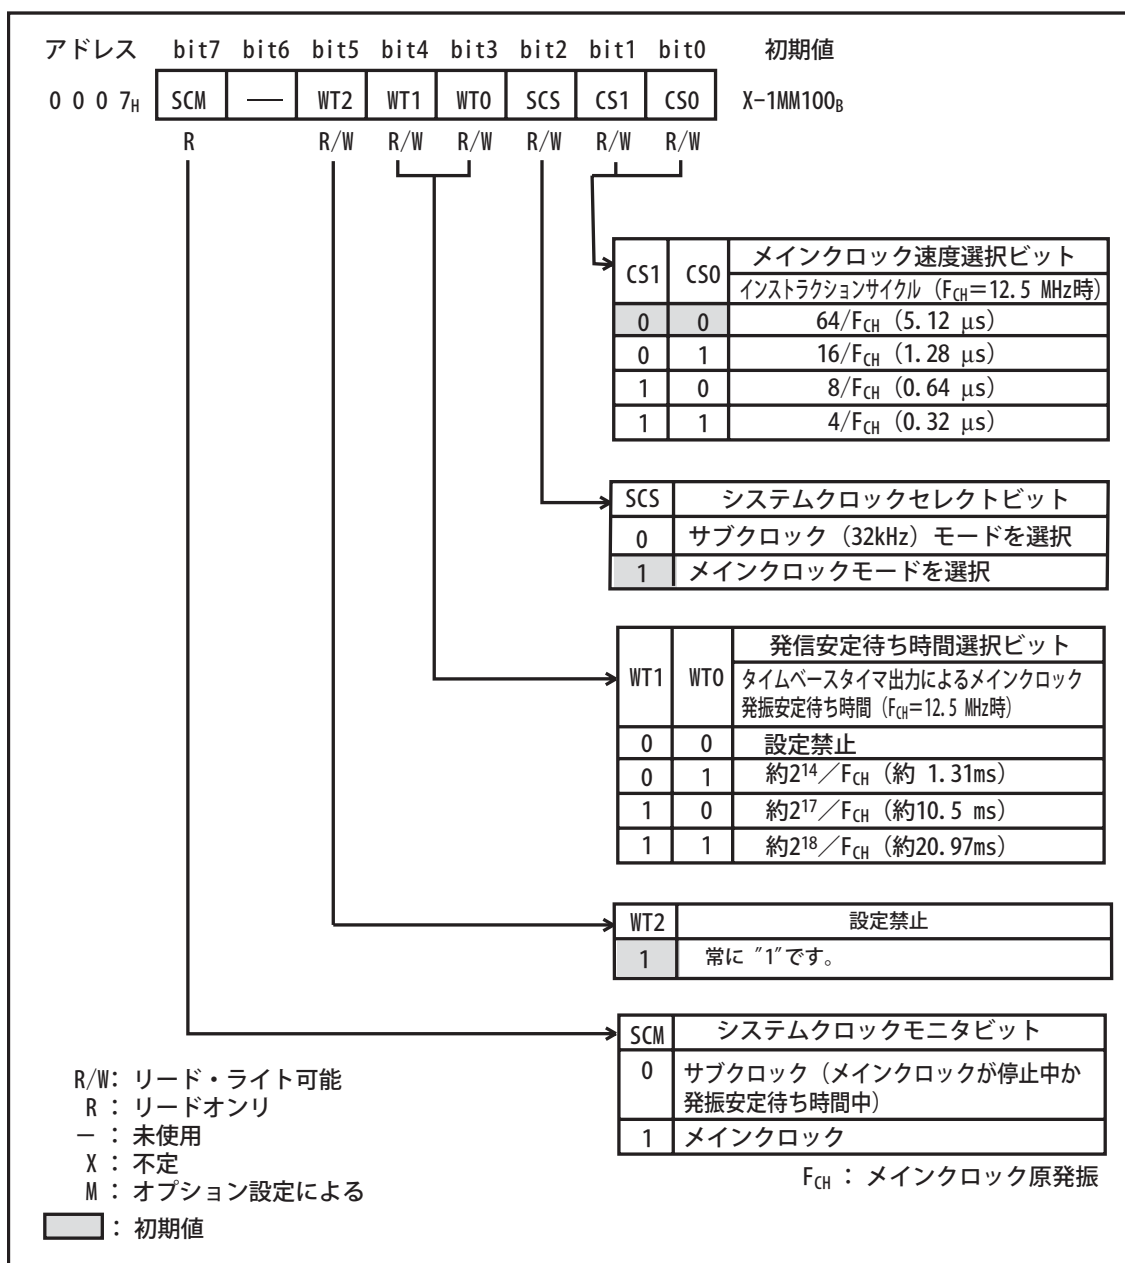 アドレス bit7 bit6 bit5 bit4 bit3 bit2 bit1 bit0 初期値
0 0 0 7H SCM — WT2 WT1 WT0 SCS CS1 CS0 X-1MM100B
R R/W R/W R/W R/W R/W R/W
CS1 CS0 メインクロック速度選択ビット
インストラクションサイクル（FCH＝12.5 MHz時）
0 0 64/FCH（5.12 μs）
0 1 16/FCH（1.28 μs）
1 0 8/FCH（0.64 μs）
1 1 4/FCH（0.32 μs）
SCS システムクロックセレクトビット
0 サブクロック（32kHz）モードを選択
1 メインクロックモードを選択
WT1 WT0 発信安定待ち時間選択ビット
タイムベースタイマ出力によるメインクロック
発振安定待ち時間（FCH＝12.5 MHz時）
0 0 設定禁止
0 1 約2¹⁴／FCH（約 1.31ms）
1 0 約2¹⁷／FCH（約10.5 ms）
1 1 約2¹⁸／FCH（約20.97ms）
WT2 設定禁止
1 常に ″1″です。
SCM システムクロックモニタビット
0 サブクロック（メインクロックが停止中か
発振安定待ち時間中）
1 メインクロック
FCH ： メインクロック原発振
R/W： リード・ライト可能
R ： リードオンリ
− ： 未使用
X ： 不定
M ： オプション設定による
： 初期値